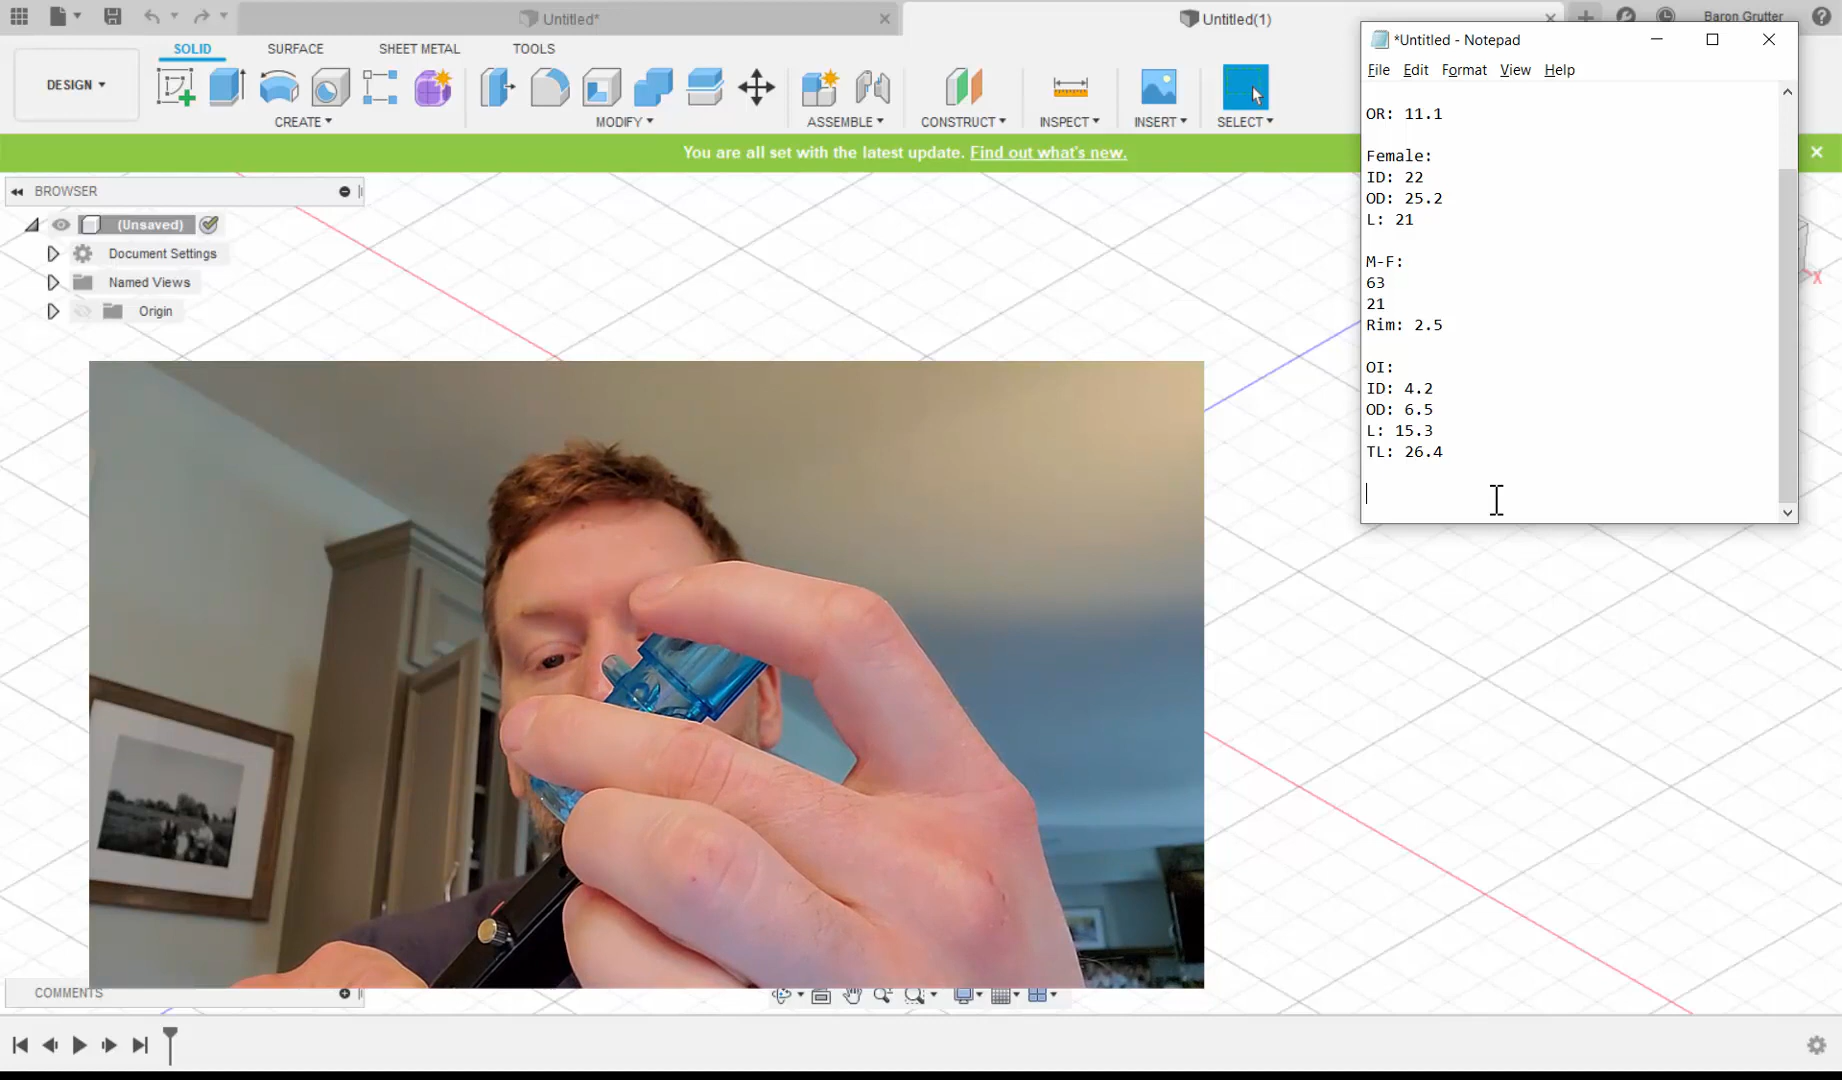 Untitled*
Untitled(1)
Baron Grutter
SOLID
SURFACE
SHEET METAL
TOOLS
DESIGN
CREATE
MODIFY
ASSEMBLE
CONSTRUCT
INSPECT
INSERT
SELECT
You are all set with the latest update. Find out what's new.
BROWSER
(Unsaved)
Document Settings
Named Views
Origin
*Untitled - Notepad
File Edit Format View Help
OR: 11.1
Female:
ID: 22
OD: 25.2
L: 21
M-F:
63
21
Rim: 2.5
OI:
ID: 4.2
OD: 6.5
L: 15.3
TL: 26.4
X
COMMENTS